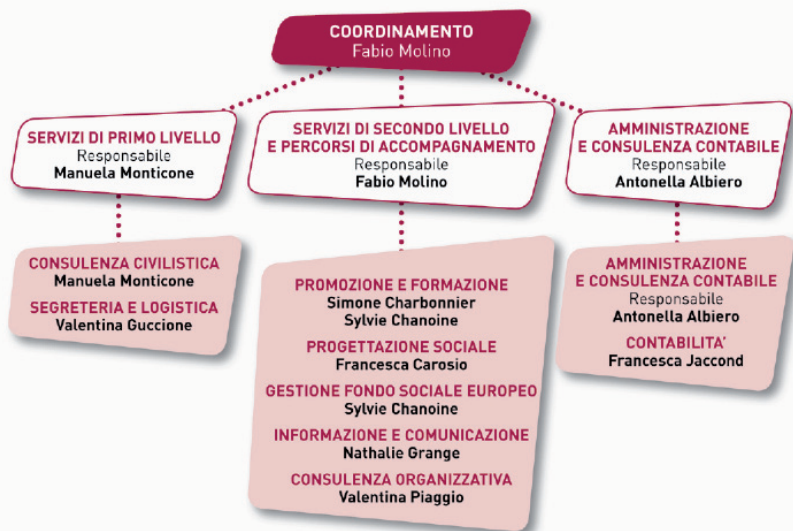 COORDINAMENTO
Fabio Molino
SERVIZI DI PRIMO LIVELLO
Responsabile
Manuela Monticone
SERVIZI DI SECONDO LIVELLO
E PERCORSI DI ACCOMPAGNAMENTO
Responsabile
Fabio Molino
AMMINISTRAZIONE
E CONSULENZA CONTABILE
Responsabile
Antonella Albiero
CONSULENZA CIVILISTICA
Manuela Monticone
SEGRETERIA E LOGISTICA
Valentina Guccione
PROMOZIONE E FORMAZIONE
Simone Charbonnier
Sylvie Chanoine
PROGETTAZIONE SOCIALE
Francesca Carosio
GESTIONE FONDO SOCIALE EUROPEO
Sylvie Chanoine
INFORMAZIONE E COMUNICAZIONE
Nathalie Grange
CONSULENZA ORGANIZZATIVA
Valentina Piaggio
AMMINISTRAZIONE
E CONSULENZA CONTABILE
Responsabile
Antonella Albiero
CONTABILITA'
Francesca Jaccond